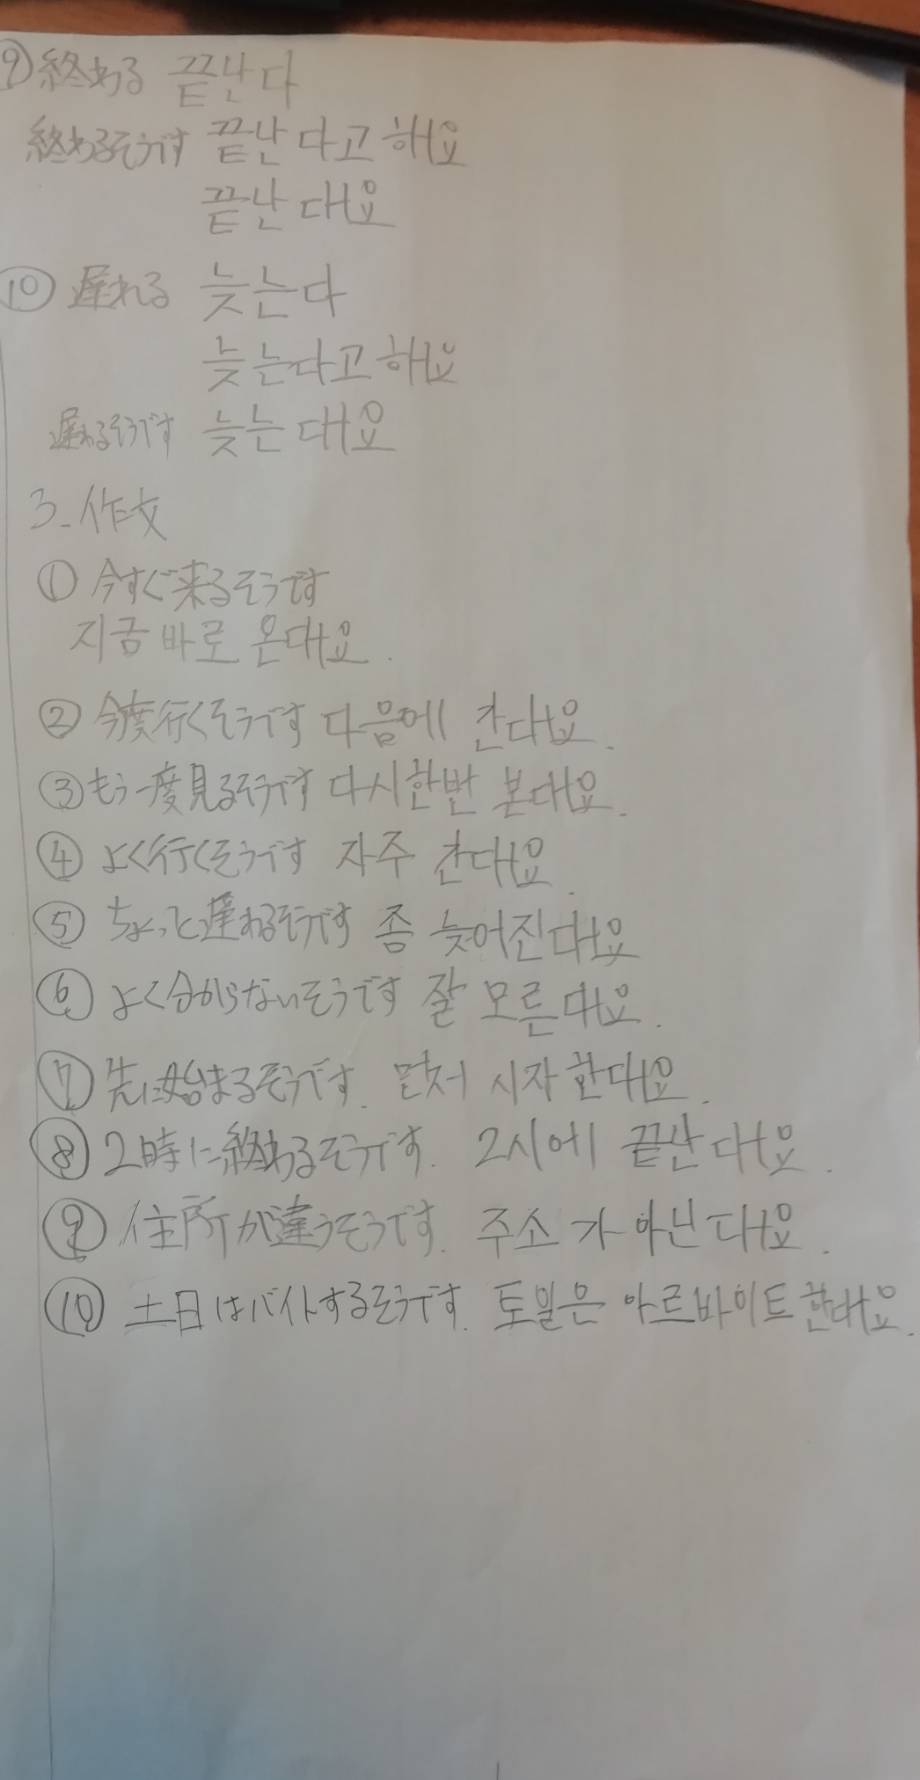 ⑨終わる 끝난다
終わるそうです 끝난다고 해요
끝난대요
⑩遅れる 늦는다
늦는다고 해요
遅れるそうです 늦는대요
3.作文
①今すぐ来るそうです
지금 바로 온대요.
②今度行くそうです 다음에 간대요.
③もう一度見るそうです 다시 한번 본대요.
④よく行くそうです 자주 간대요.
⑤ちょっと遅れるそうです 좀 늦어진대요
⑥よく分からないそうです 잘 모른대요.
⑦先に始まるそうです. 먼저 시작한대요.
⑧2時に終わるそうです. 2시에 끝난대요.
⑨住所が違うそうです. 주소가 아닌대요.
⑩土日はバイトするそうです. 토일은 아르바이트한대요.